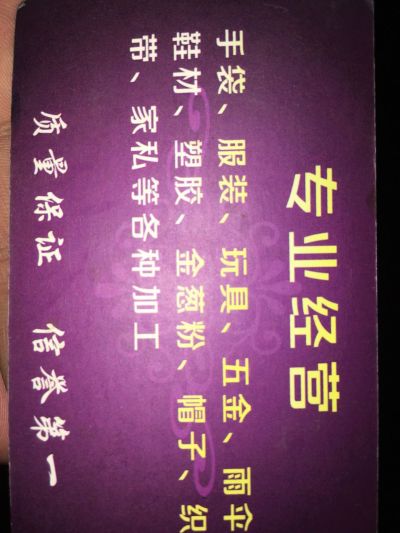 专业经营
手袋、服装、玩具、五金、雨伞
鞋材、塑胶、金葱粉、帽子、织
带、家私等各种加工
质量保证 信誉第一